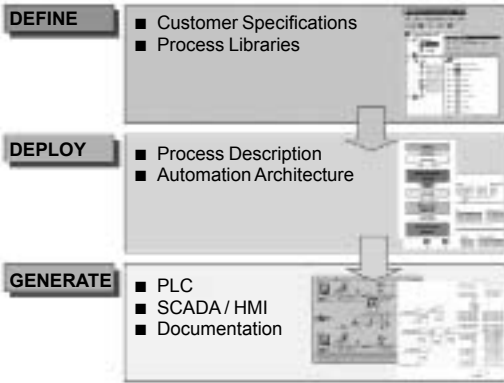 DEFINE
■ Customer Specifications
■ Process Libraries
DEPLOY
■ Process Description
■ Automation Architecture
GENERATE
■ PLC
■ SCADA / HMI
■ Documentation